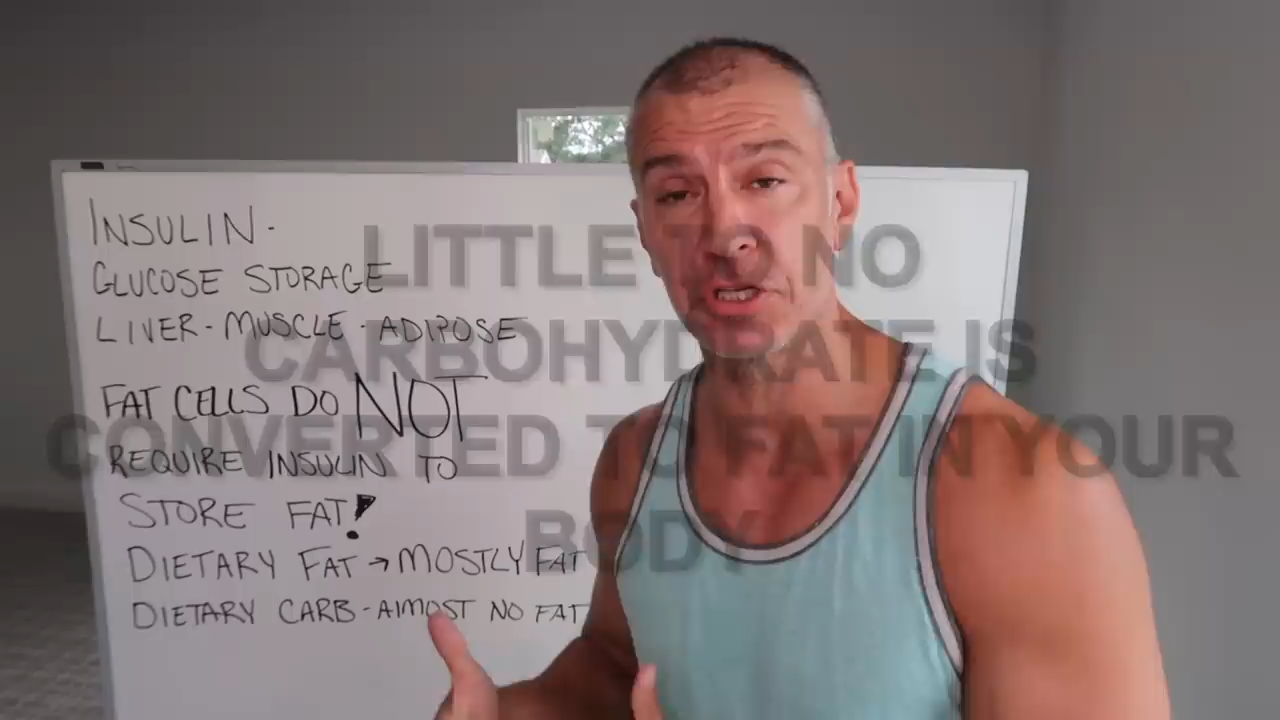 INSULIN-
GLUCOSE STORAGE
LIVER-MUSCLE-ADIPOSE
FAT CELLS DO NOT
REQUIRE INSULIN TO
STORE FAT!
DIETARY FAT → MOSTLY FAT
DIETARY CARB-AlMOST NO FAT
LITTLE TO NO
CARBOHYDRATE IS
CONVERTED TO FAT IN YOUR
BODY